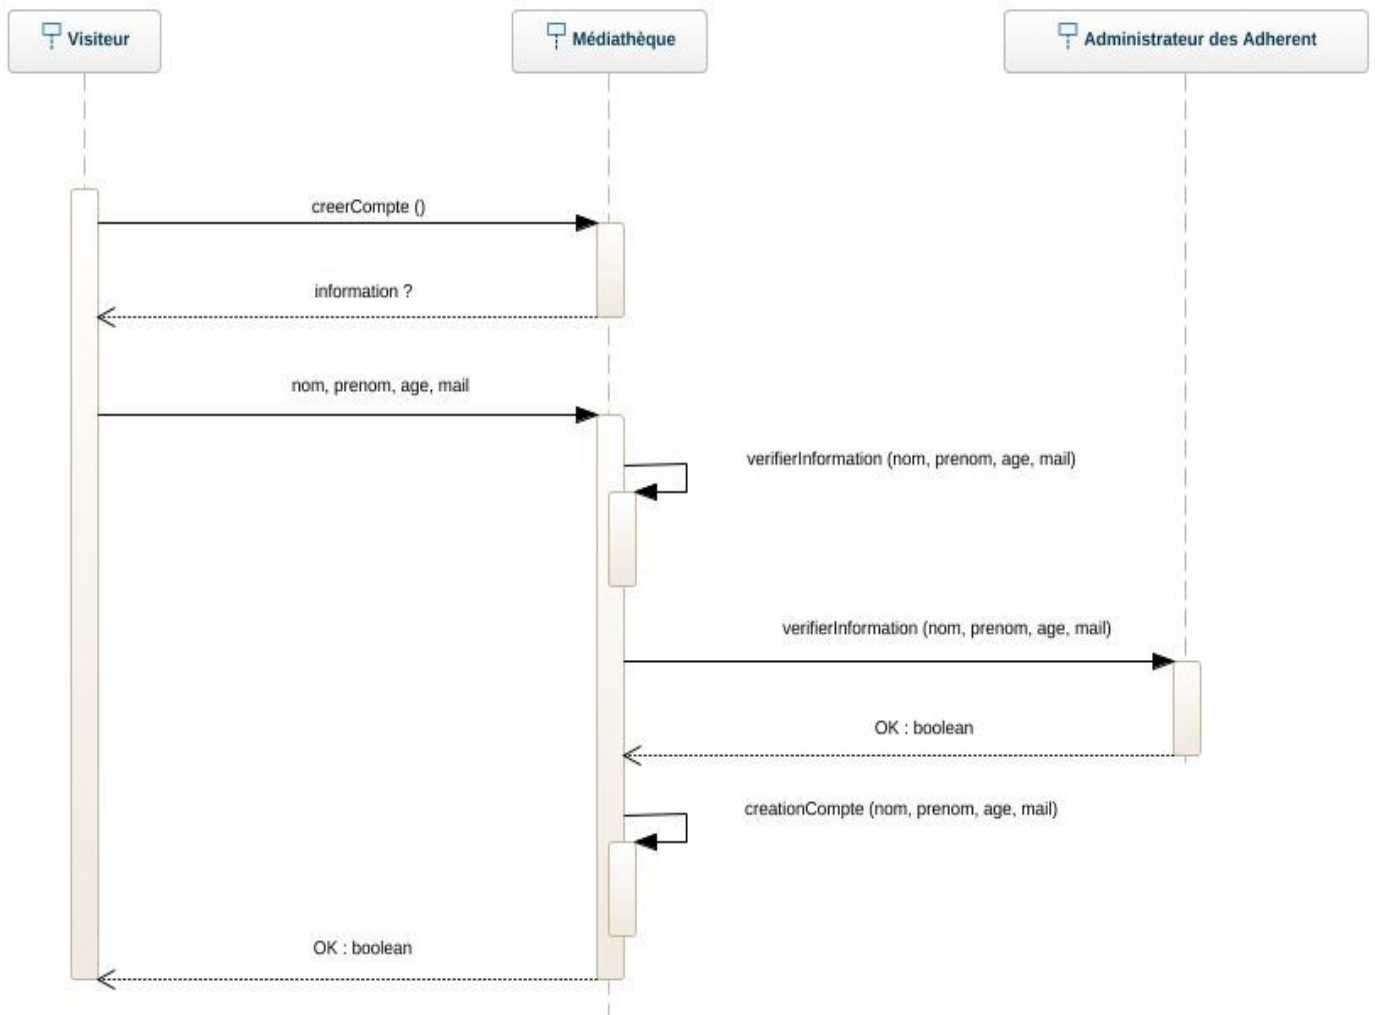 Visiteur
Médiathèque
Administrateur des Adherent
creerCompte ()
information ?
nom, prenom, age, mail
verifierInformation (nom, prenom, age, mail)
verifierInformation (nom, prenom, age, mail)
OK : boolean
creationCompte (nom, prenom, age, mail)
OK : boolean